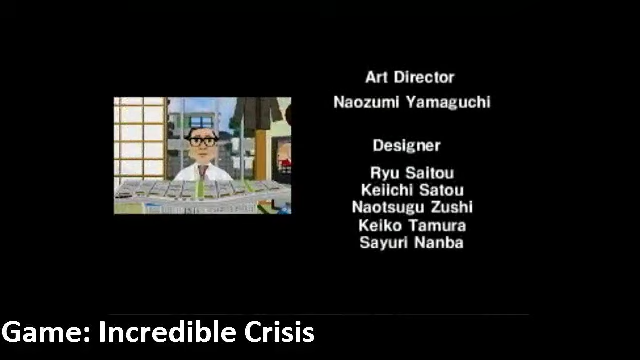 Art Director
Naozumi Yamaguchi
Designer
Ryu Saitou
Keiichi Satou
Naotsugu Zushi
Keiko Tamura
Sayuri Nanba
Game: Incredible Crisis